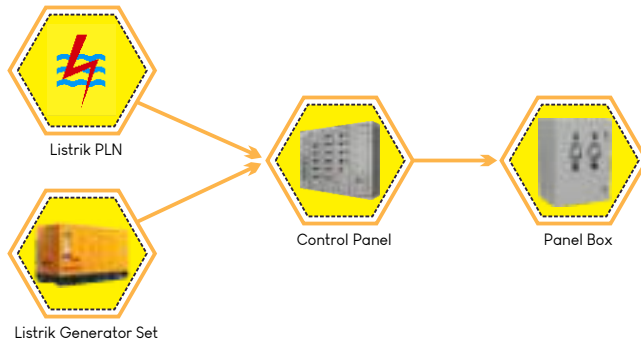 Listrik PLN
Control Panel
Panel Box
Listrik Generator Set